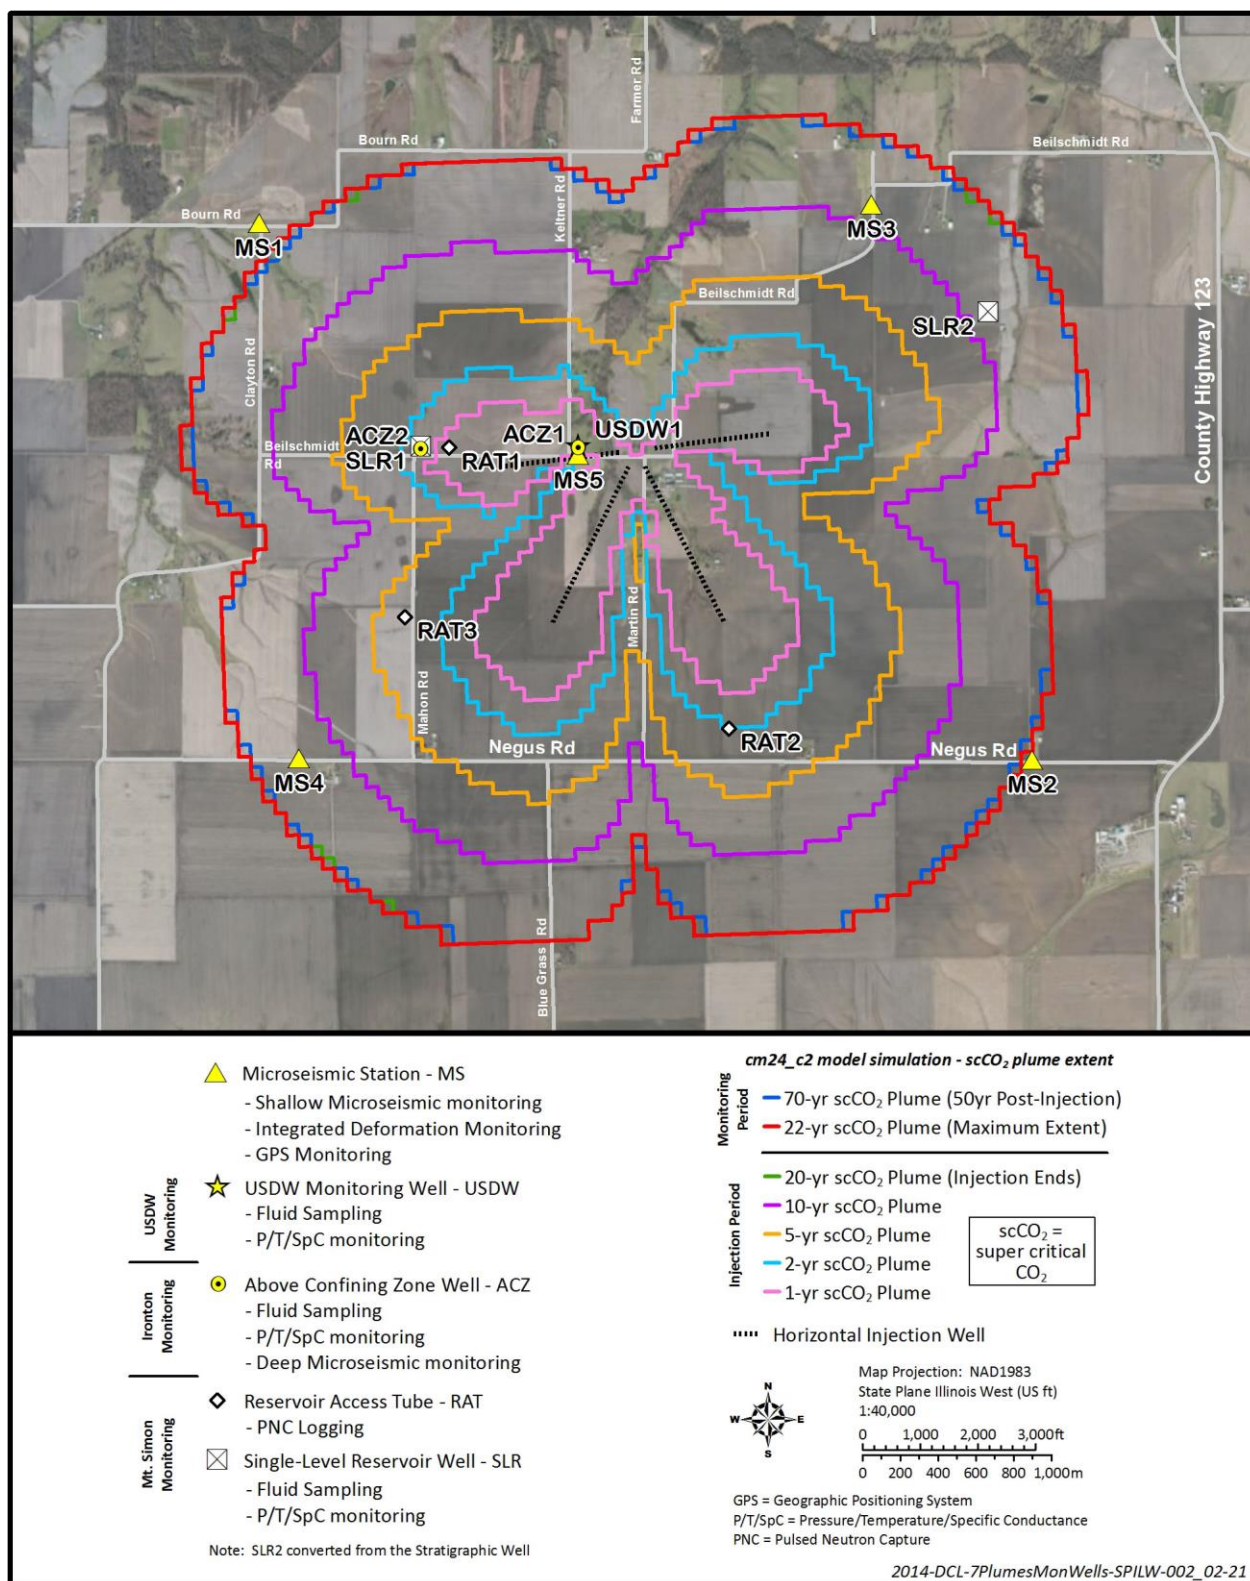 Farmer Rd
Bourn Rd
Beilschmidt Rd
Bourn Rd
Keltner Rd
MS1
MS3
Beilschmidt Rd
SLR2
County Highway 123
Clayton Rd
ACZ2
ACZ1
USDW1
Beilschmidt
Rd
SLR1
RAT1
MS5
Martin Rd
RAT3
Mahon Rd
RAT2
Negus Rd
Negus Rd
MS4
MS2
Blue Grass Rd
Microseismic Station - MS
- Shallow Microseismic monitoring
- Integrated Deformation Monitoring
- GPS Monitoring
USDW
Monitoring
USDW Monitoring Well - USDW
- Fluid Sampling
- P/T/SpC monitoring
Ironton
Monitoring
Above Confining Zone Well - ACZ
- Fluid Sampling
- P/T/SpC monitoring
- Deep Microseismic monitoring
Mt. Simon
Monitoring
Reservoir Access Tube - RAT
- PNC Logging
Single-Level Reservoir Well - SLR
- Fluid Sampling
- P/T/SpC monitoring
Note: SLR2 converted from the Stratigraphic Well
cm24_c2 model simulation - scCO₂ plume extent
Monitoring
Period
70-yr scCO₂ Plume (50yr Post-Injection)
22-yr scCO₂ Plume (Maximum Extent)
Injection Period
20-yr scCO₂ Plume (Injection Ends)
10-yr scCO₂ Plume
5-yr scCO₂ Plume
2-yr scCO₂ Plume
1-yr scCO₂ Plume
scCO₂ =
super critical
CO₂
Horizontal Injection Well
N
W
E
S
Map Projection: NAD1983
State Plane Illinois West (US ft)
1:40,000
0 1,000 2,000 3,000ft
0 200 400 600 800 1,000m
GPS = Geographic Positioning System
P/T/SpC = Pressure/Temperature/Specific Conductance
PNC = Pulsed Neutron Capture
2014-DCL-7PlumesMonWells-SPILW-002_02-21